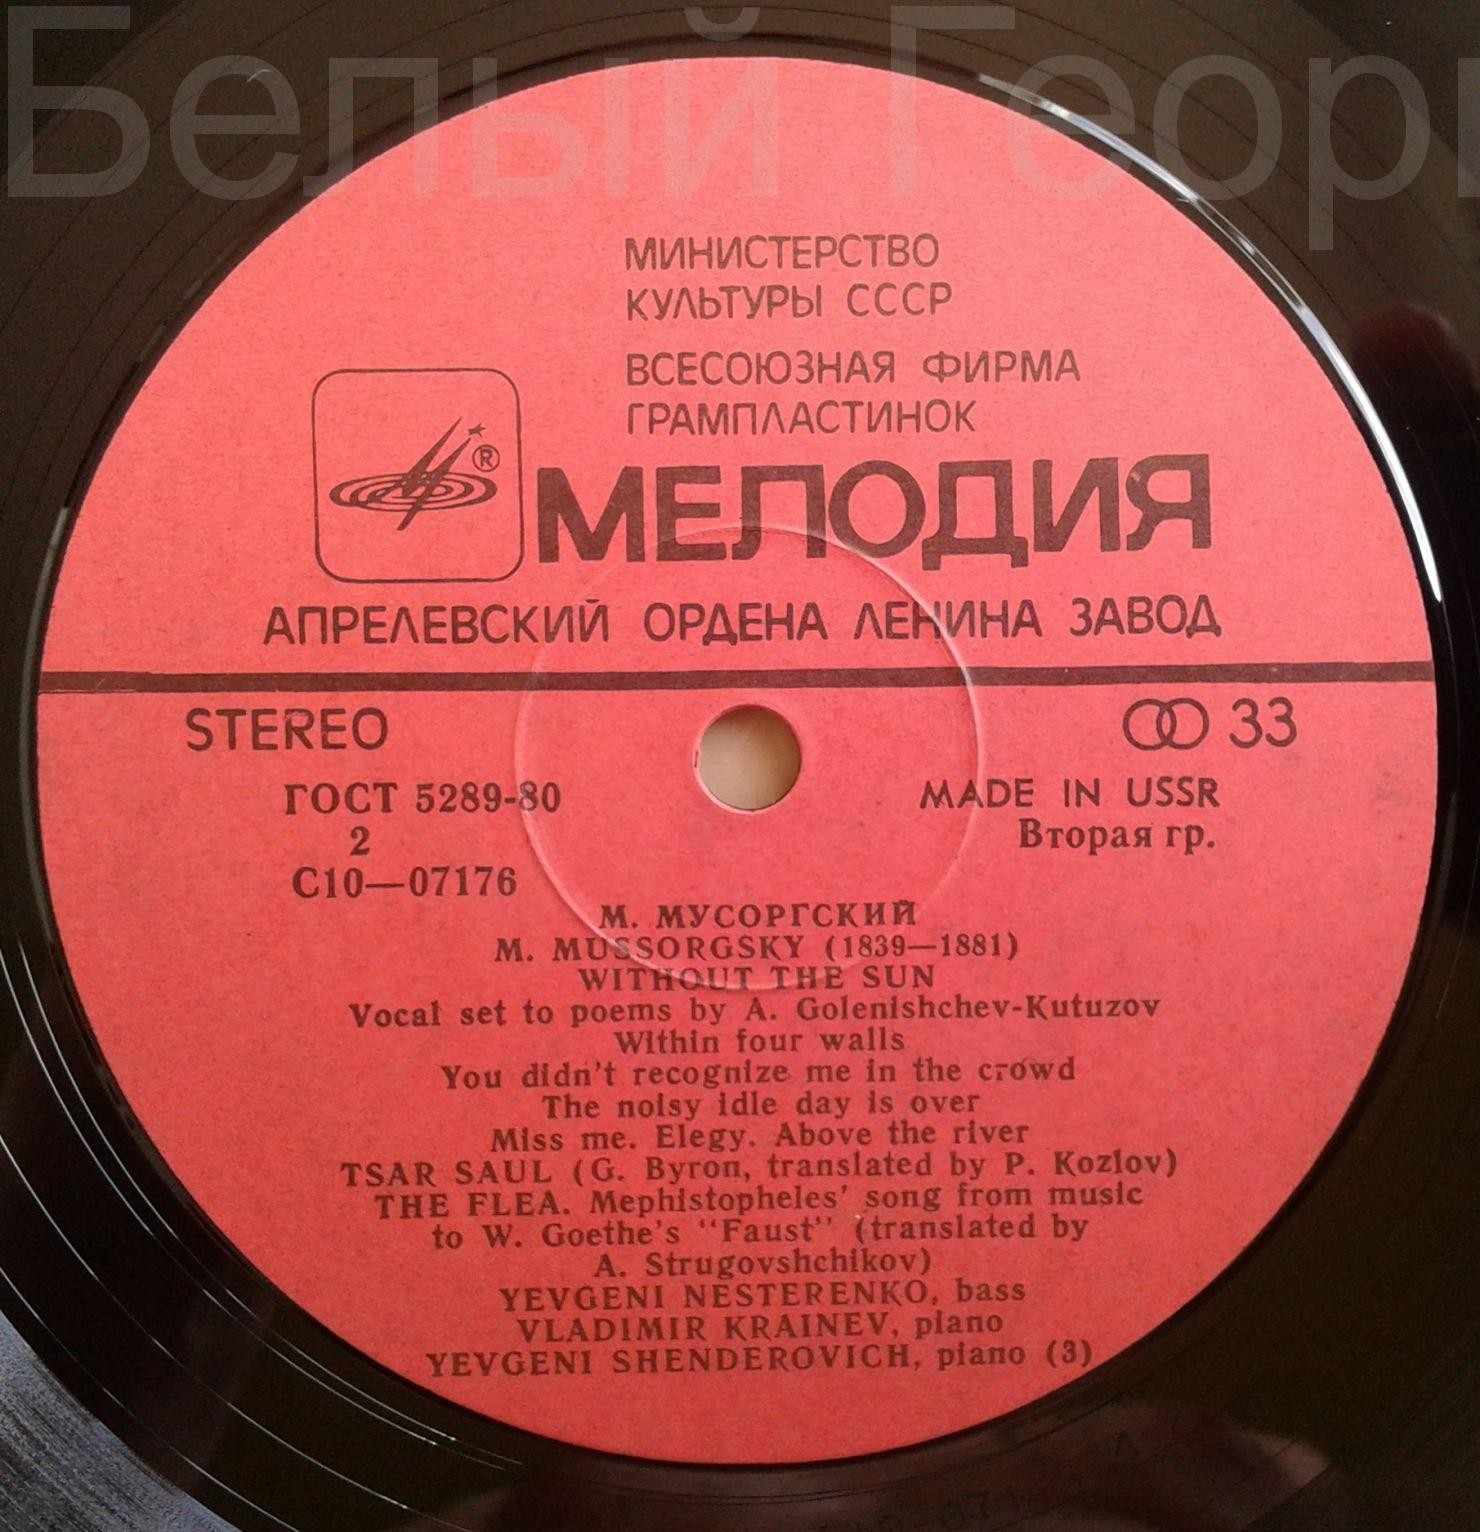 Белый Геор
МИНИСТЕРСТВО
КУЛЬТУРЫ СССР
ВСЕСОЮЗНАЯ ФИРМА
ГРАМПЛАСТИНОК
®
МЕЛОДИЯ
АПРЕЛЕВСКИЙ ОРДЕНА ЛЕНИНА ЗАВОД
STEREO
33
ГОСТ 5289-80
MADE IN USSR
2
Вторая гр.
С10—07176
М. МУСОРГСКИЙ
M. MUSSORGSKY (1839—1881)
WITHOUT THE SUN
Vocal set to poems by A. Golenishchev-Kutuzov
Within four walls
You didn't recognize me in the crowd
The noisy idle day is over
Miss me. Elegy. Above the river
TSAR SAUL (G. Byron, translated by P. Kozlov)
THE FLEA. Mephistopheles' song from music
to W. Goethe's "Faust" (translated by
A. Strugovshchikov)
YEVGENI NESTERENKO, bass
VLADIMIR KRAINEV, piano
YEVGENI SHENDEROVICH, piano (3)